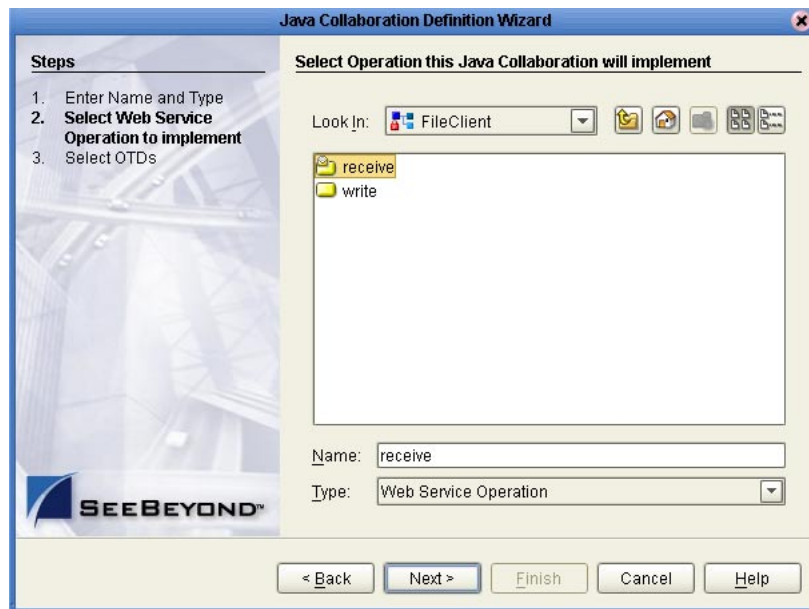 Java Collaboration Definition Wizard
Steps
1. Enter Name and Type
2. Select Web Service
Operation to implement
3. Select OTDs
Select Operation this Java Collaboration will implement
Look In: FileClient
receive
write
Name: receive
Type: Web Service Operation
SEEBEYOND™
< Back Next > Finish Cancel Help